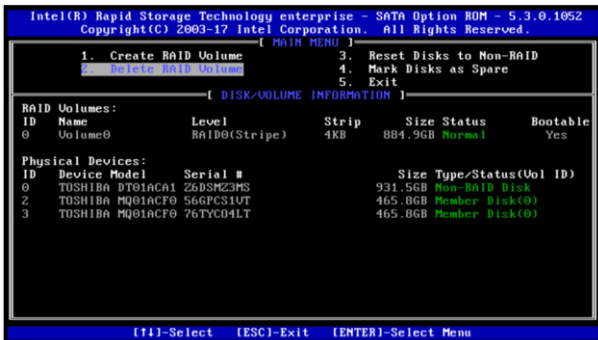 Intel(R) Rapid Storage Technology enterprise - SATA Option ROM - 5.3.0.1052
Copyright(C) 2003-17 Intel Corporation. All Rights Reserved.
[ MAIN MENU ]
1. Create RAID Volume 3. Reset Disks to Non-RAID
2. Delete RAID Volume 4. Mark Disks as Spare
5. Exit
[ DISK/VOLUME INFORMATION ]
RAID Volumes:
ID Name Level Strip Size Status Bootable
0 Volume0 RAID0(Stripe) 4KB 884.9GB Normal Yes
Physical Devices:
ID Device Model Serial # Size Type/Status(Vol ID)
0 TOSHIBA DT01ACA1 Z6DSMZ3MS 931.5GB Non-RAID Disk
2 TOSHIBA MQ01ACF0 56GPCS1VT 465.8GB Member Disk(0)
3 TOSHIBA MQ01ACF0 76TYCO4LT 465.8GB Member Disk(0)
[↑↓]-Select [ESC]-Exit [ENTER]-Select Menu